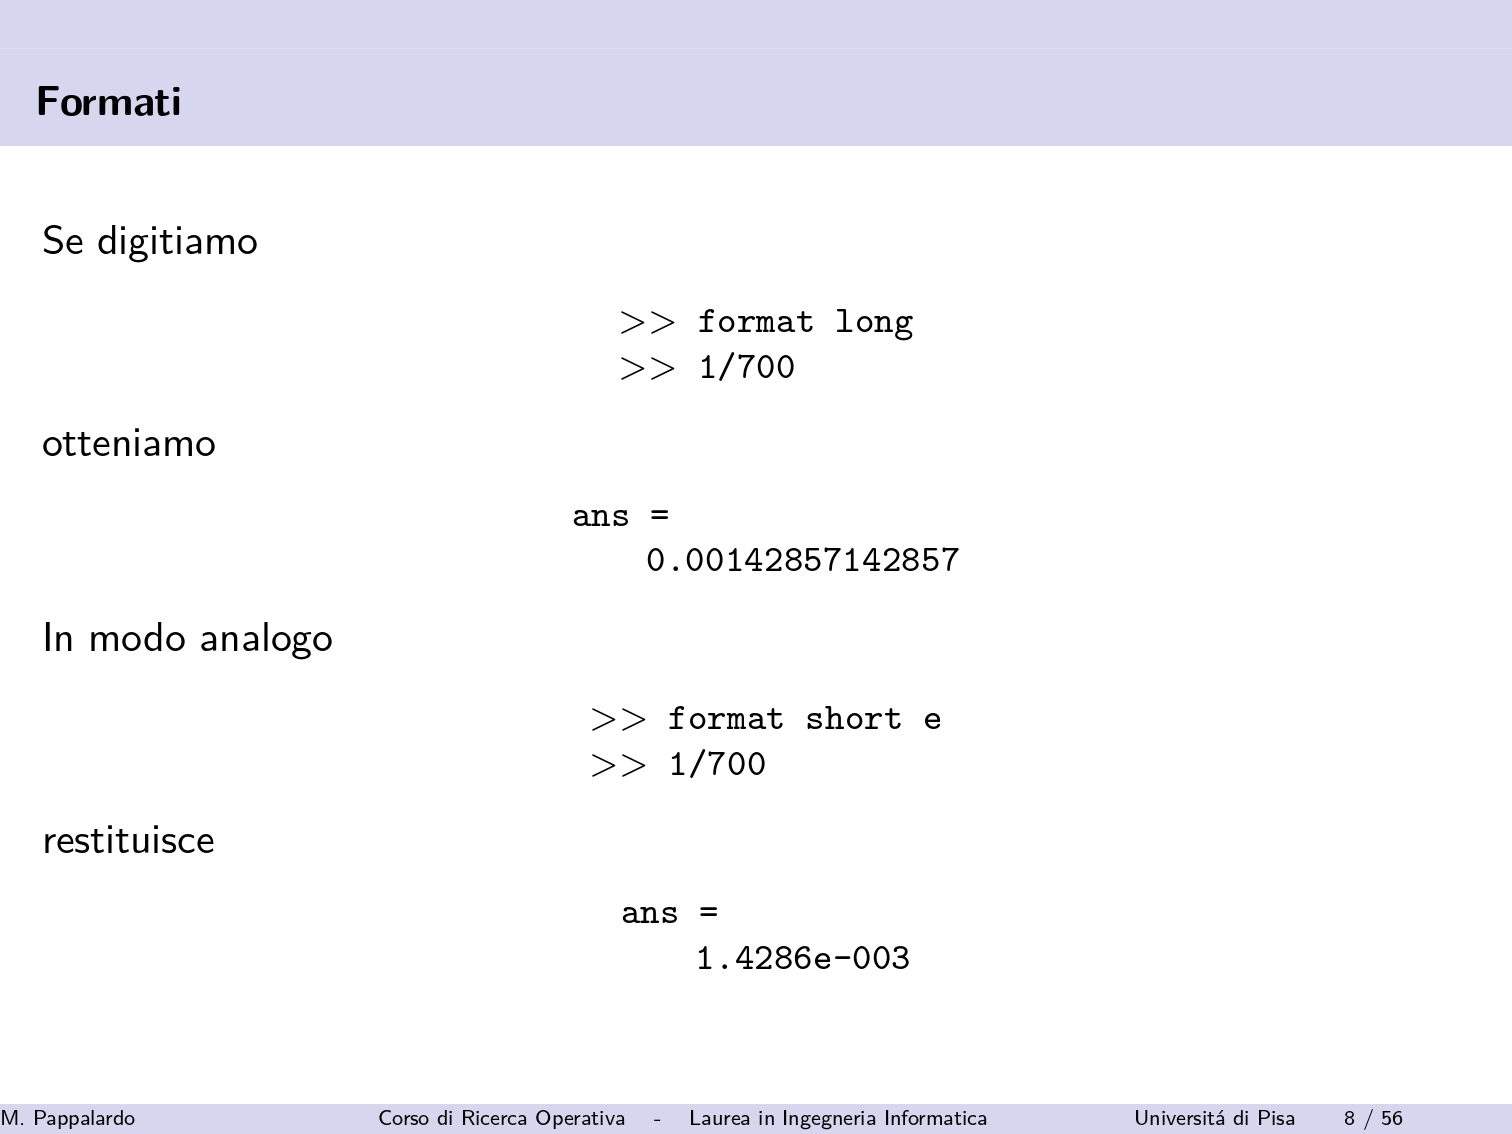 Formati
Se digitiamo
>> format long
>> 1/700
otteniamo
ans =
0.00142857142857
In modo analogo
>> format short e
>> 1/700
restituisce
ans =
1.4286e-003
M. Pappalardo Corso di Ricerca Operativa - Laurea in Ingegneria Informatica Universitá di Pisa 8 / 56